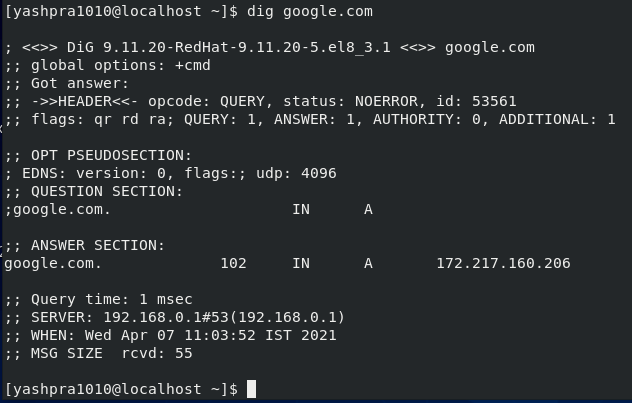 [yashpra1010@localhost ~]$ dig google.com
; <<>> DiG 9.11.20-RedHat-9.11.20-5.el8_3.1 <<>> google.com
;; global options: +cmd
;; Got answer:
;; ->>HEADER<<- opcode: QUERY, status: NOERROR, id: 53561
;; flags: qr rd ra; QUERY: 1, ANSWER: 1, AUTHORITY: 0, ADDITIONAL: 1
;; OPT PSEUDOSECTION:
; EDNS: version: 0, flags:; udp: 4096
;; QUESTION SECTION:
;google.com. IN A
;; ANSWER SECTION:
google.com. 102 IN A 172.217.160.206
;; Query time: 1 msec
;; SERVER: 192.168.0.1#53(192.168.0.1)
;; WHEN: Wed Apr 07 11:03:52 IST 2021
;; MSG SIZE rcvd: 55
[yashpra1010@localhost ~]$